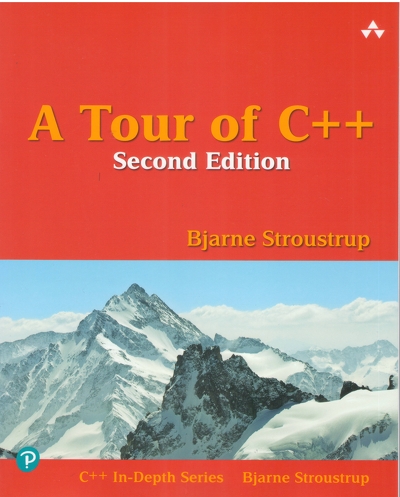 A Tour of C++
Second Edition
Bjarne Stroustrup
C++ In-Depth Series Bjarne Stroustrup